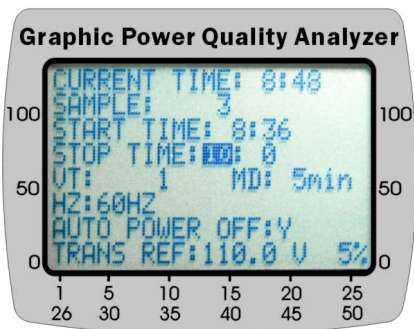 Graphic Power Quality Analyzer
CURRENT TIME: 8:48
SAMPLE: 3
START TIME: 8:36
STOP TIME:10: 0
VT: 1 MD: 5min
HZ:60HZ
AUTO POWER OFF:Y
TRANS REF:110.0 V 5%
100 100
50 50
0 0
1 5 10 15 20 25
26 30 35 40 45 50